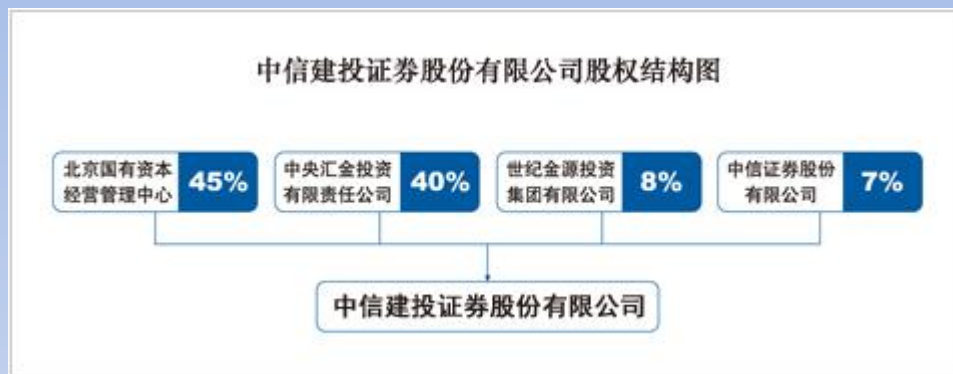 中信建投证券股份有限公司股权结构图
北京国有资本
经营管理中心
45%
中央汇金投资
有限责任公司
40%
世纪金源投资
集团有限公司
8%
中信证券股份
有限公司
7%
中信建投证券股份有限公司